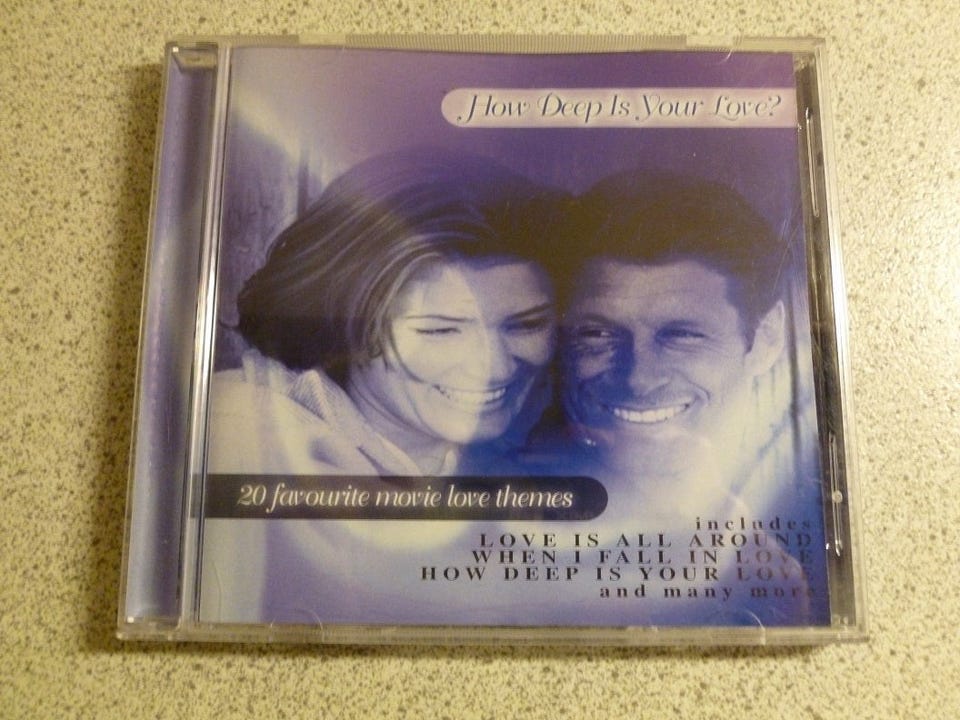 How Deep Is Your Love?
20 favourite movie love themes
includes
LOVE IS ALL AROUND
WHEN I FALL IN LOVE
HOW DEEP IS YOUR LOVE
and many more